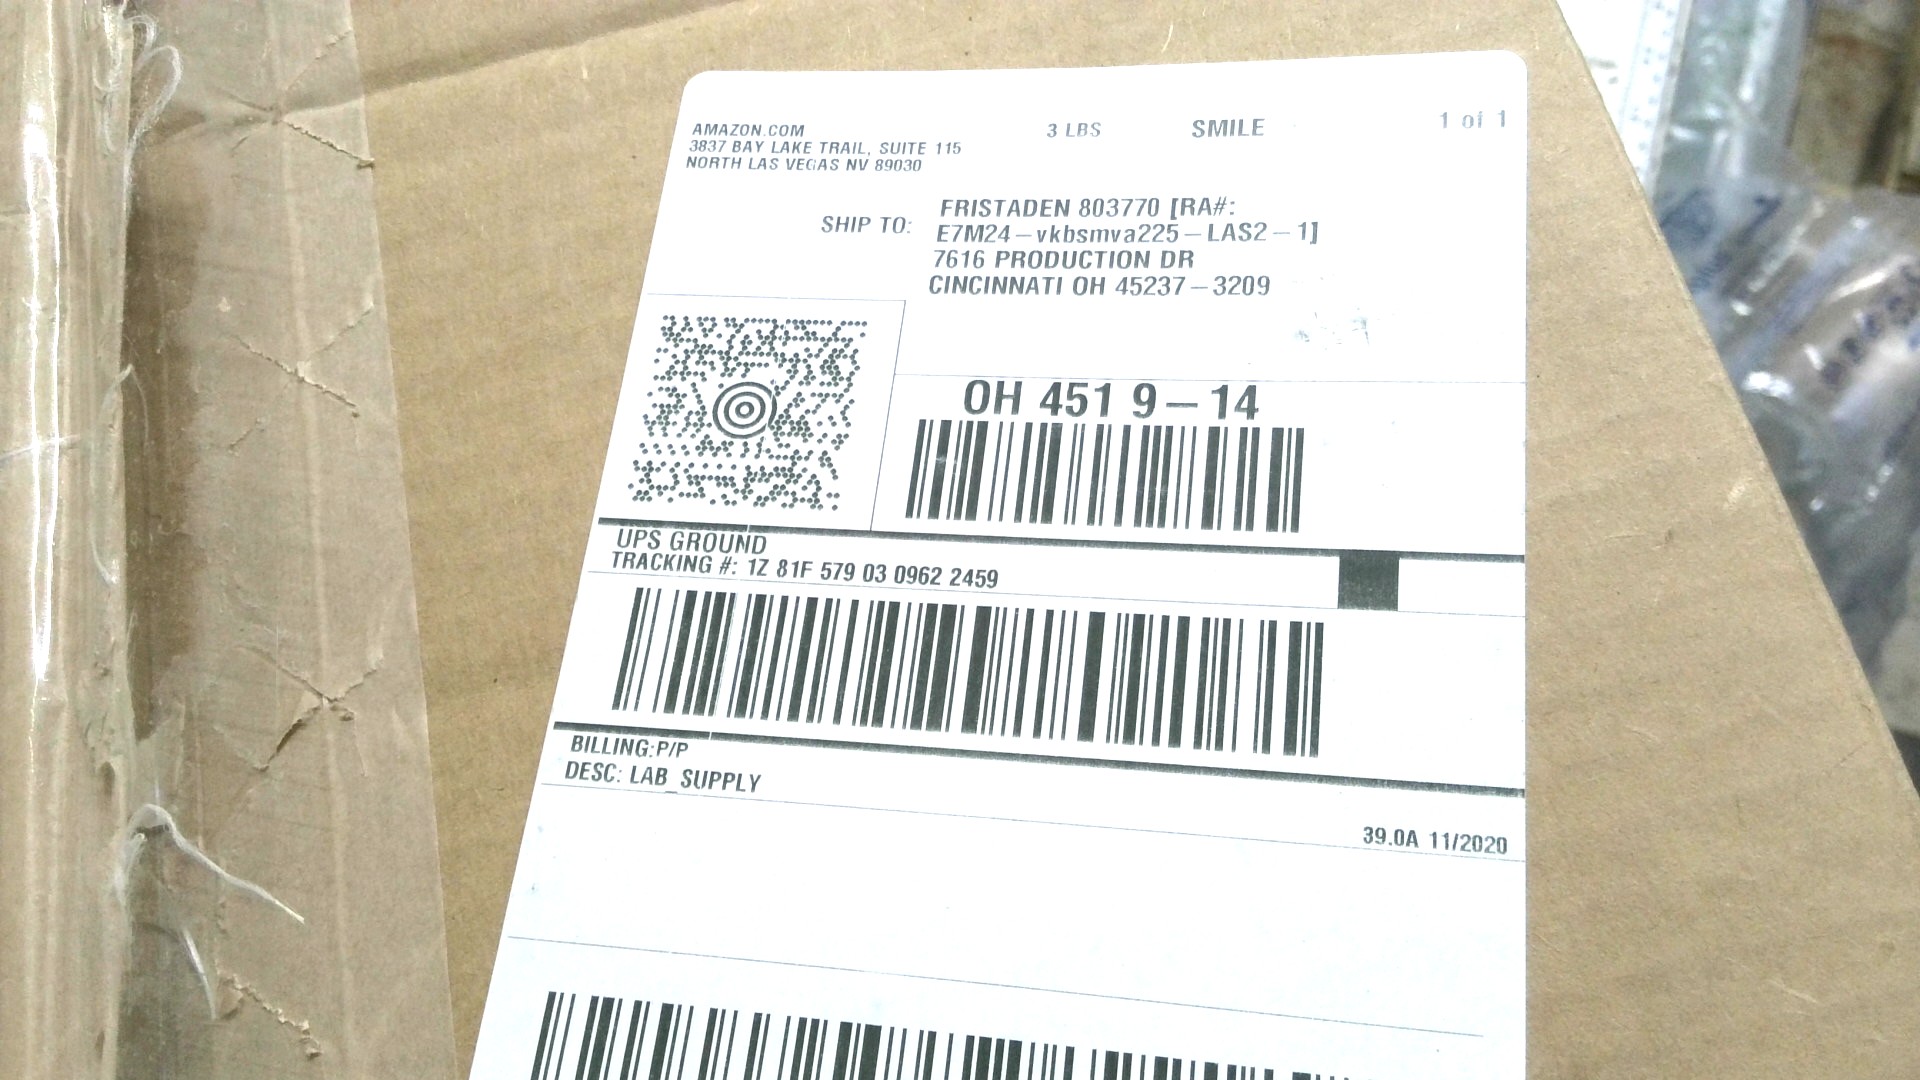 AMAZON.COM
3837 BAY LAKE TRAIL, SUITE 115
NORTH LAS VEGAS NV 89030
3 LBS
SMILE
1 of 1
SHIP TO:
FRISTADEN 803770 [RA#:
E7M24-vkbsmva225-LAS2-1]
7616 PRODUCTION DR
CINCINNATI OH 45237-3209
OH 451 9-14
UPS GROUND
TRACKING #: 1Z 81F 579 03 0962 2459
BILLING:P/P
DESC: LAB_SUPPLY
39.0A 11/2020